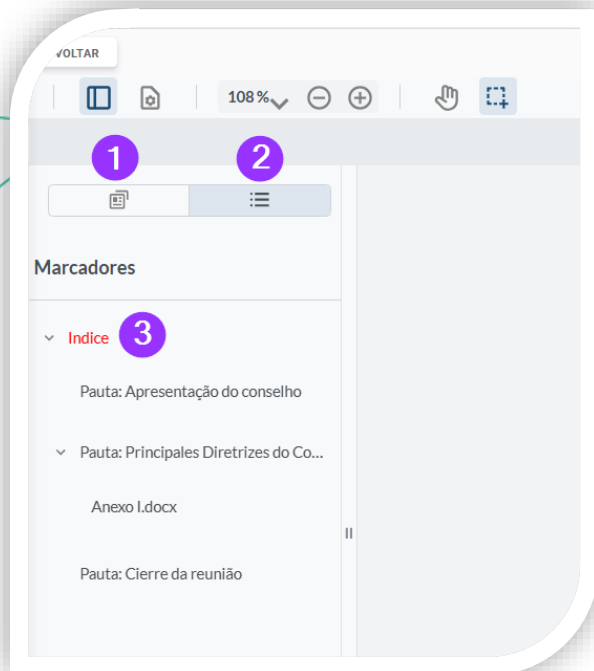 VOLTAR
108 %
1
2
Marcadores
Indice
3
Pauta: Apresentação do conselho
Pauta: Principales Diretrizes do Co...
Anexo I.docx
Pauta: Cierre da reunião